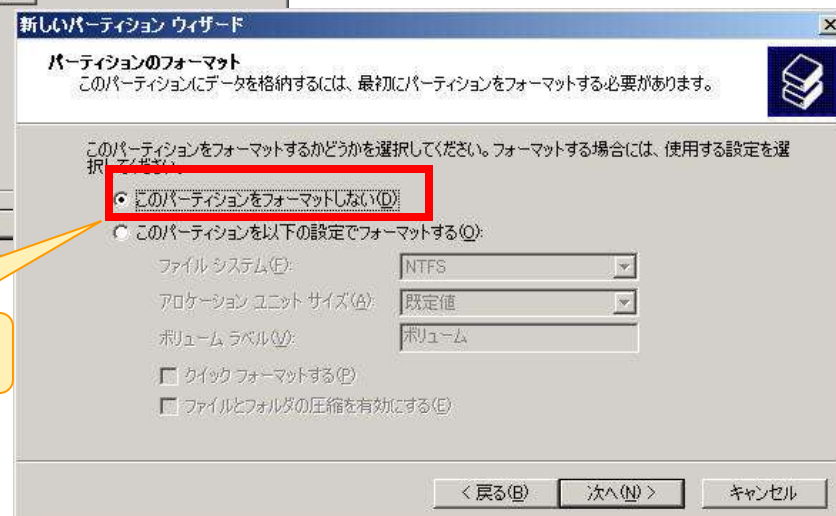 新しいパーティション ウィザード
パーティションのフォーマット
このパーティションにデータを格納するには、最初にパーティションをフォーマットする必要があります。
このパーティションをフォーマットするかどうかを選択してください。フォーマットする場合には、使用する設定を選
択してください。
このパーティションをフォーマットしない(D)
このパーティションを以下の設定でフォーマットする(O):
ファイル システム(F): NTFS
アロケーション ユニット サイズ(A): 既定値
ボリューム ラベル(V): ボリューム
クイック フォーマットする(P)
ファイルとフォルダの圧縮を有効にする(E)
< 戻る(B) 次へ(N) > キャンセル